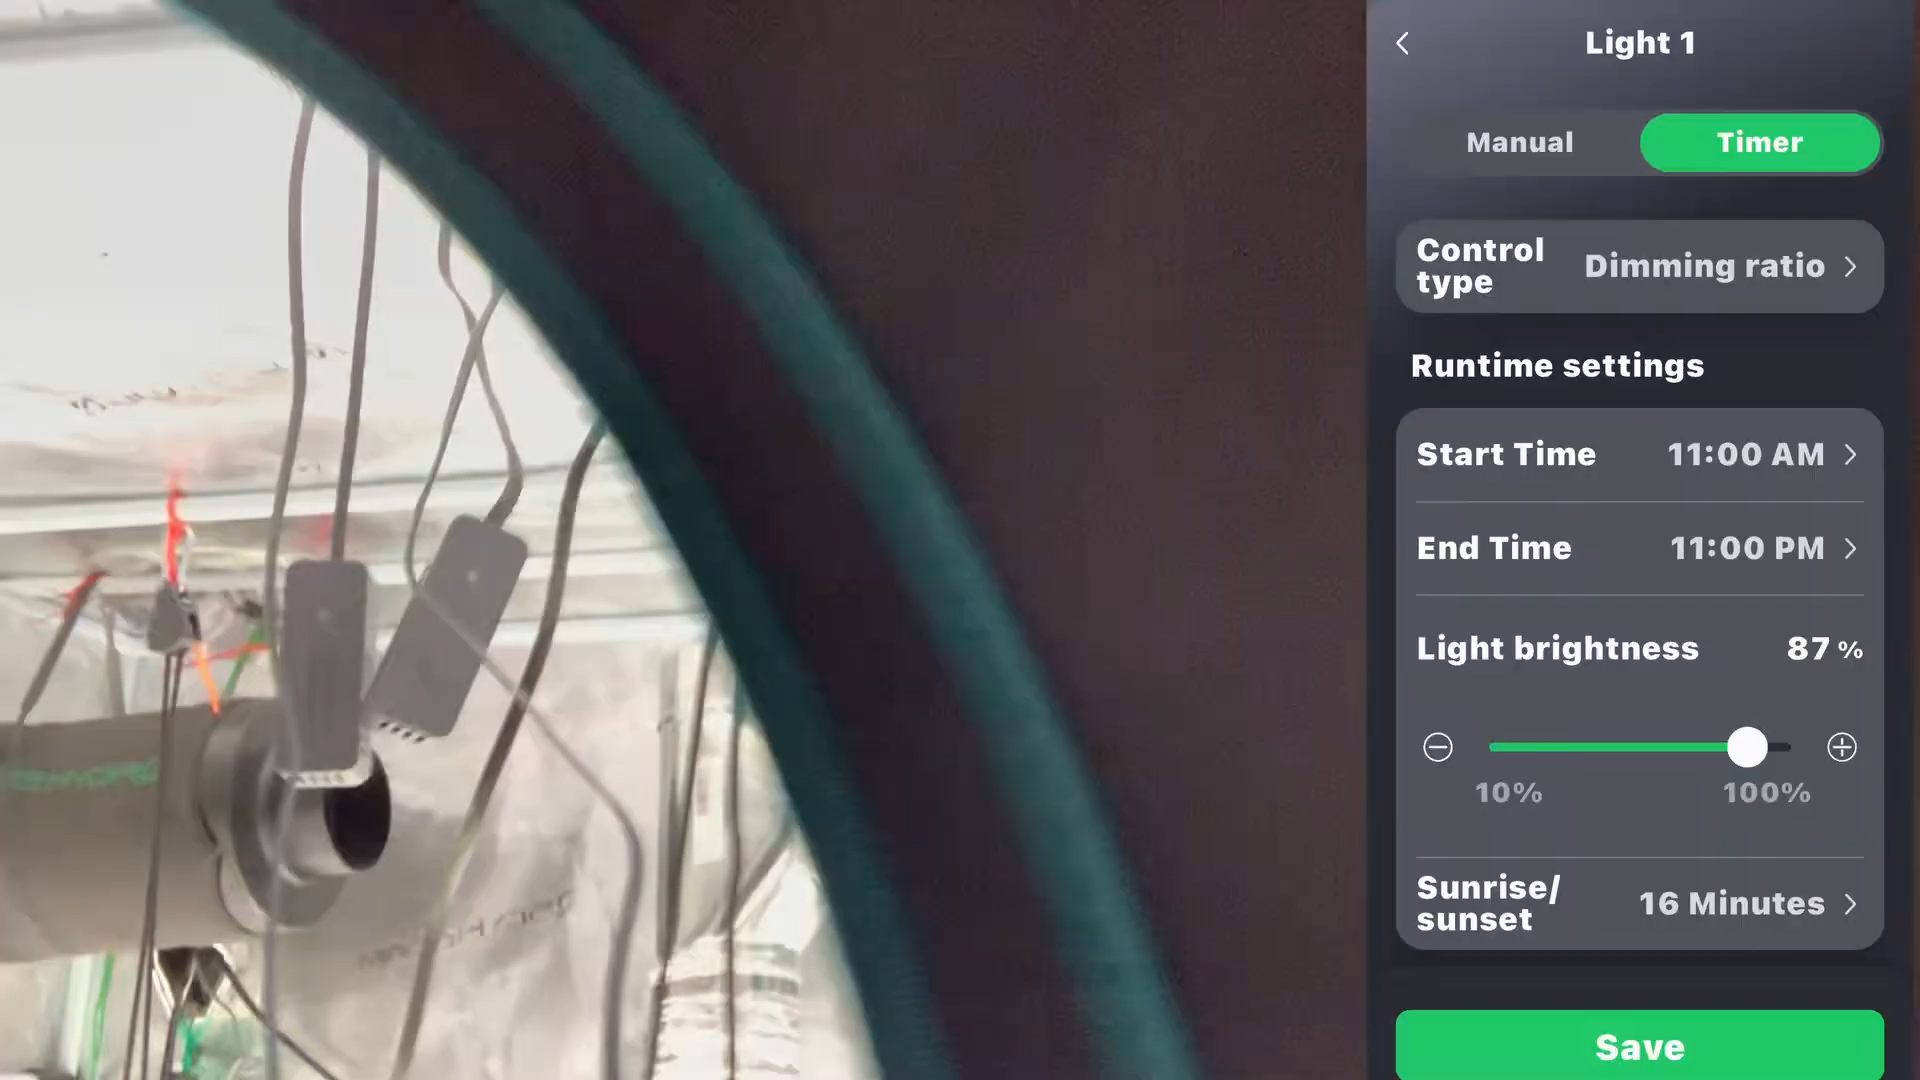 Light 1
Manual
Timer
Control type
Dimming ratio
Runtime settings
Start Time
11:00 AM
End Time
11:00 PM
Light brightness
87 %
10%
100%
Sunrise/
sunset
16 Minutes
Save